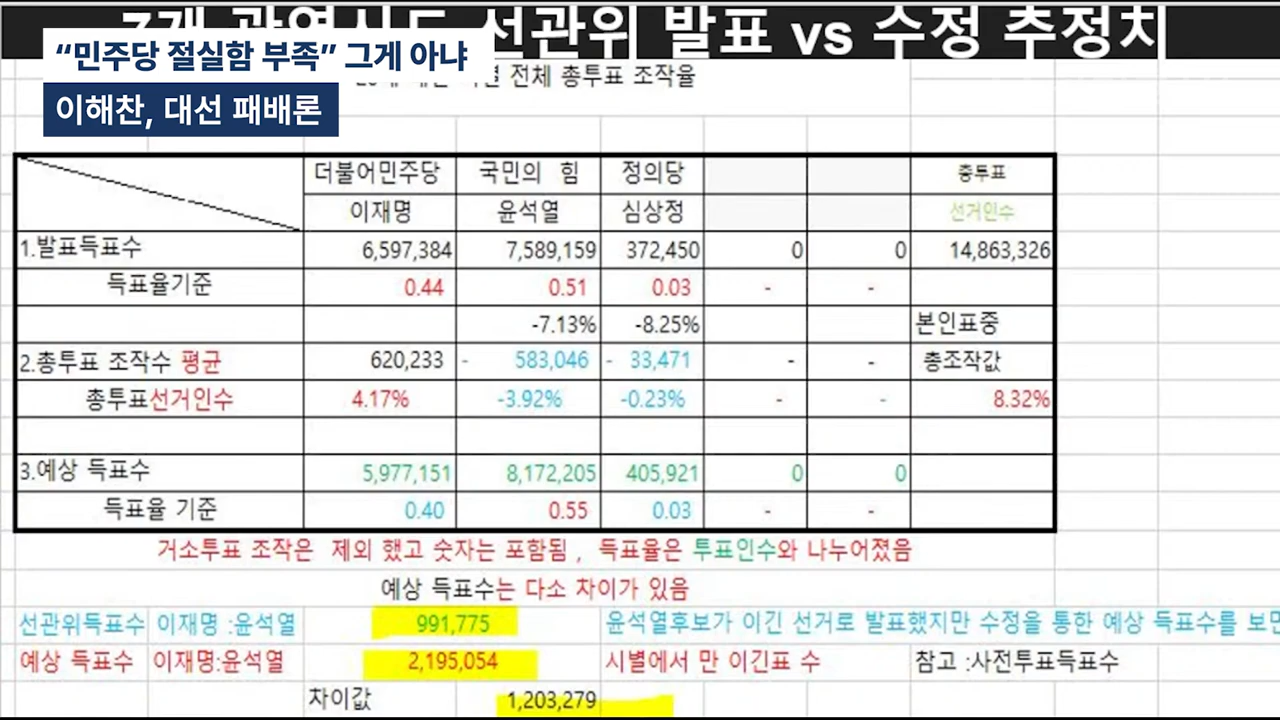 7개 광역시도 선관위 발표 vs 수정 추정치
“민주당 절실함 부족” 그게 아냐
이해찬, 대선 패배론
전체 총투표 조작율
더불어민주당 국민의 힘 정의당 총투표
이재명 윤석열 심상정 선거인수
1.발표득표수 6,597,384 7,589,159 372,450 0 0 14,863,326
득표율기준 0.44 0.51 0.03 - -
-7.13% -8.25% 본인표중
2.총투표 조작수 평균 620,233 - 583,046 - 33,471 - - 총조작값
총투표선거인수 4.17% -3.92% -0.23% - - 8.32%
3.예상 득표수 5,977,151 8,172,205 405,921 0 0
득표율 기준 0.40 0.55 0.03 - -
거소투표 조작은 제외 했고 숫자는 포함됨 , 득표율은 투표인수와 나누어졌음
예상 득표수는 다소 차이가 있음
선관위득표수 이재명 :윤석열 991,775 윤석열후보가 이긴 선거로 발표했지만 수정을 통한 예상 득표수를 보면
예상 득표수 이재명:윤석열 2,195,054 시별에서 만 이긴표 수 참고 :사전투표득표수
차이값 1,203,279